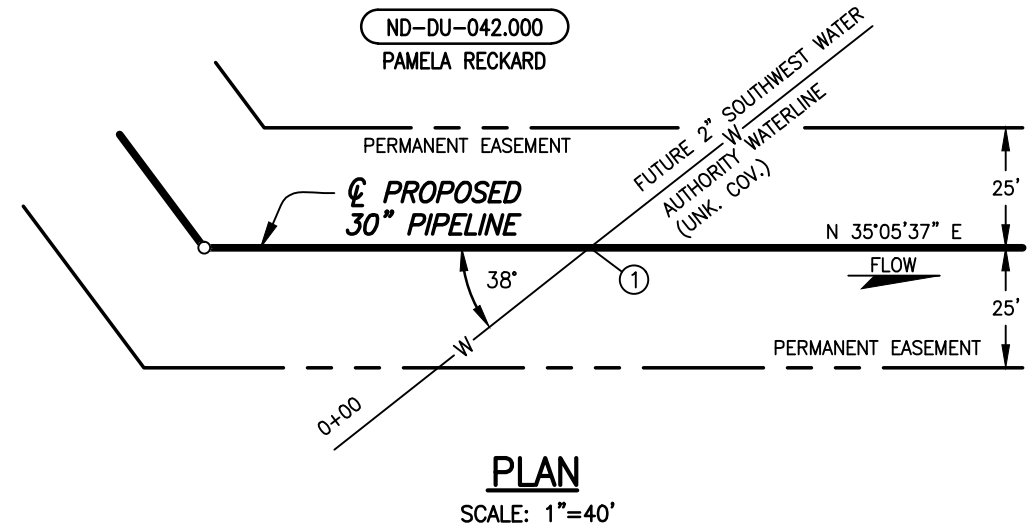 ND-DU-042.000
PAMELA RECKARD
FUTURE 2" SOUTHWEST WATER
W
AUTHORITY WATERLINE
(UNK. COV.)
PERMANENT EASEMENT
℄ PROPOSED
30" PIPELINE
25'
N 35°05'37" E
FLOW
38°
1
25'
W
PERMANENT EASEMENT
0+00
PLAN
SCALE: 1"=40'